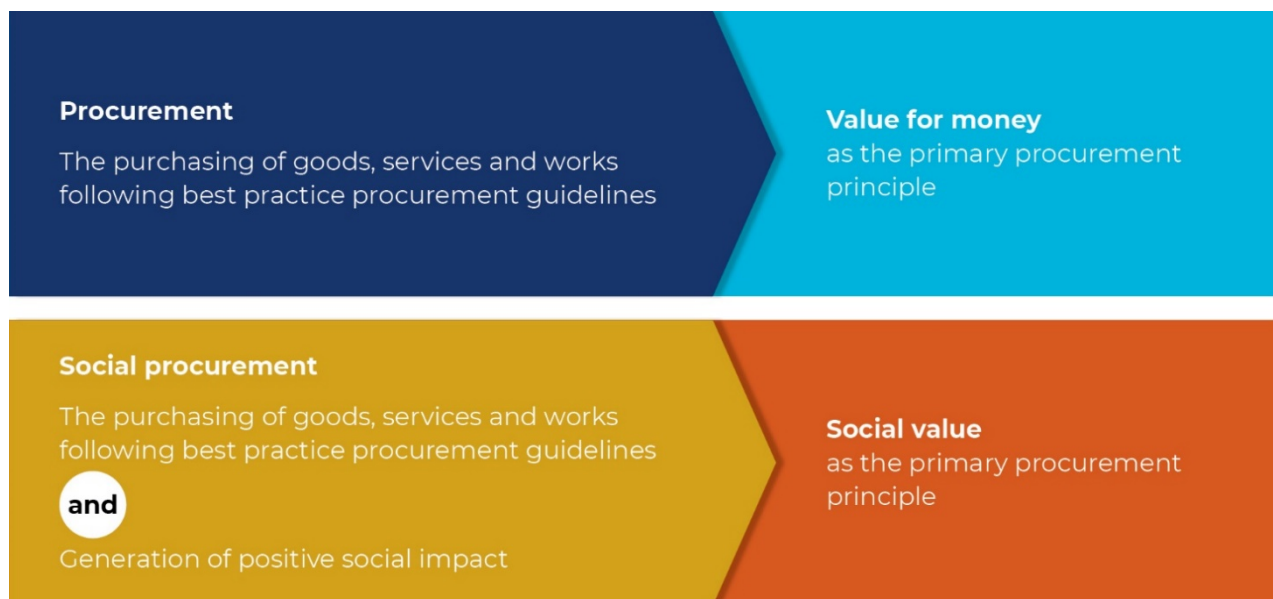 Procurement
The purchasing of goods, services and works
following best practice procurement guidelines
Value for money
as the primary procurement
principle
Social procurement
The purchasing of goods, services and works
following best practice procurement guidelines
and
Generation of positive social impact
Social value
as the primary procurement
principle